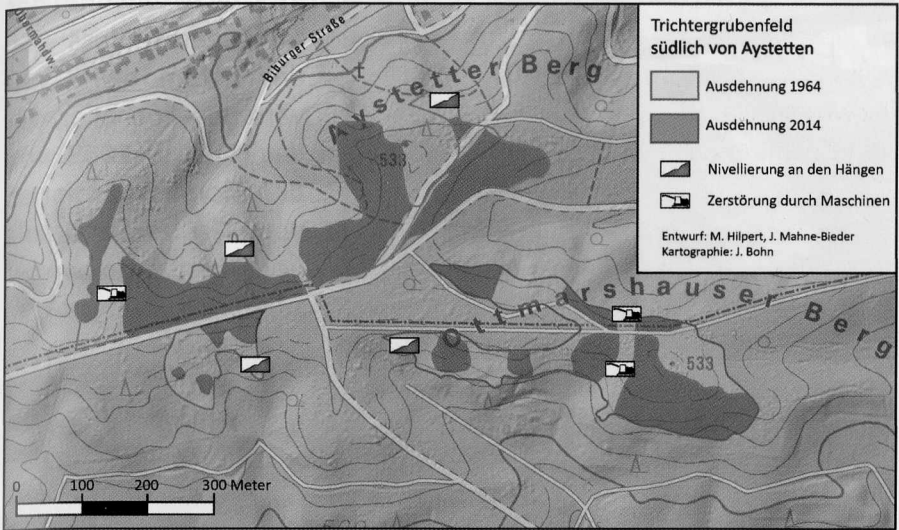 Biburger Straße
Aystetter Berg
533
Trichtergrubenfeld
südlich von Aystetten
Ausdehnung 1964
Ausdehnung 2014
Nivellierung an den Hängen
Zerstörung durch Maschinen
Entwurf: M. Hilpert, J. Mahne-Bieder
Kartographie: J. Bohn
Ottmarshauser Berg
533
0 100 200 300 Meter